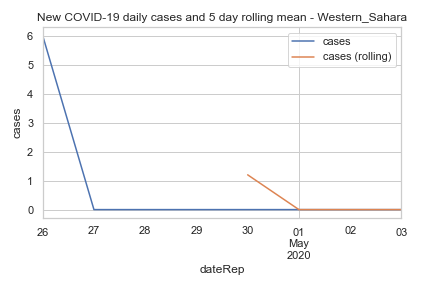 New COVID-19 daily cases and 5 day rolling mean - Western_Sahara
cases
cases (rolling)
cases
6
5
4
3
2
1
0
26 27 28 29 30 01 02 03
May
2020
dateRep